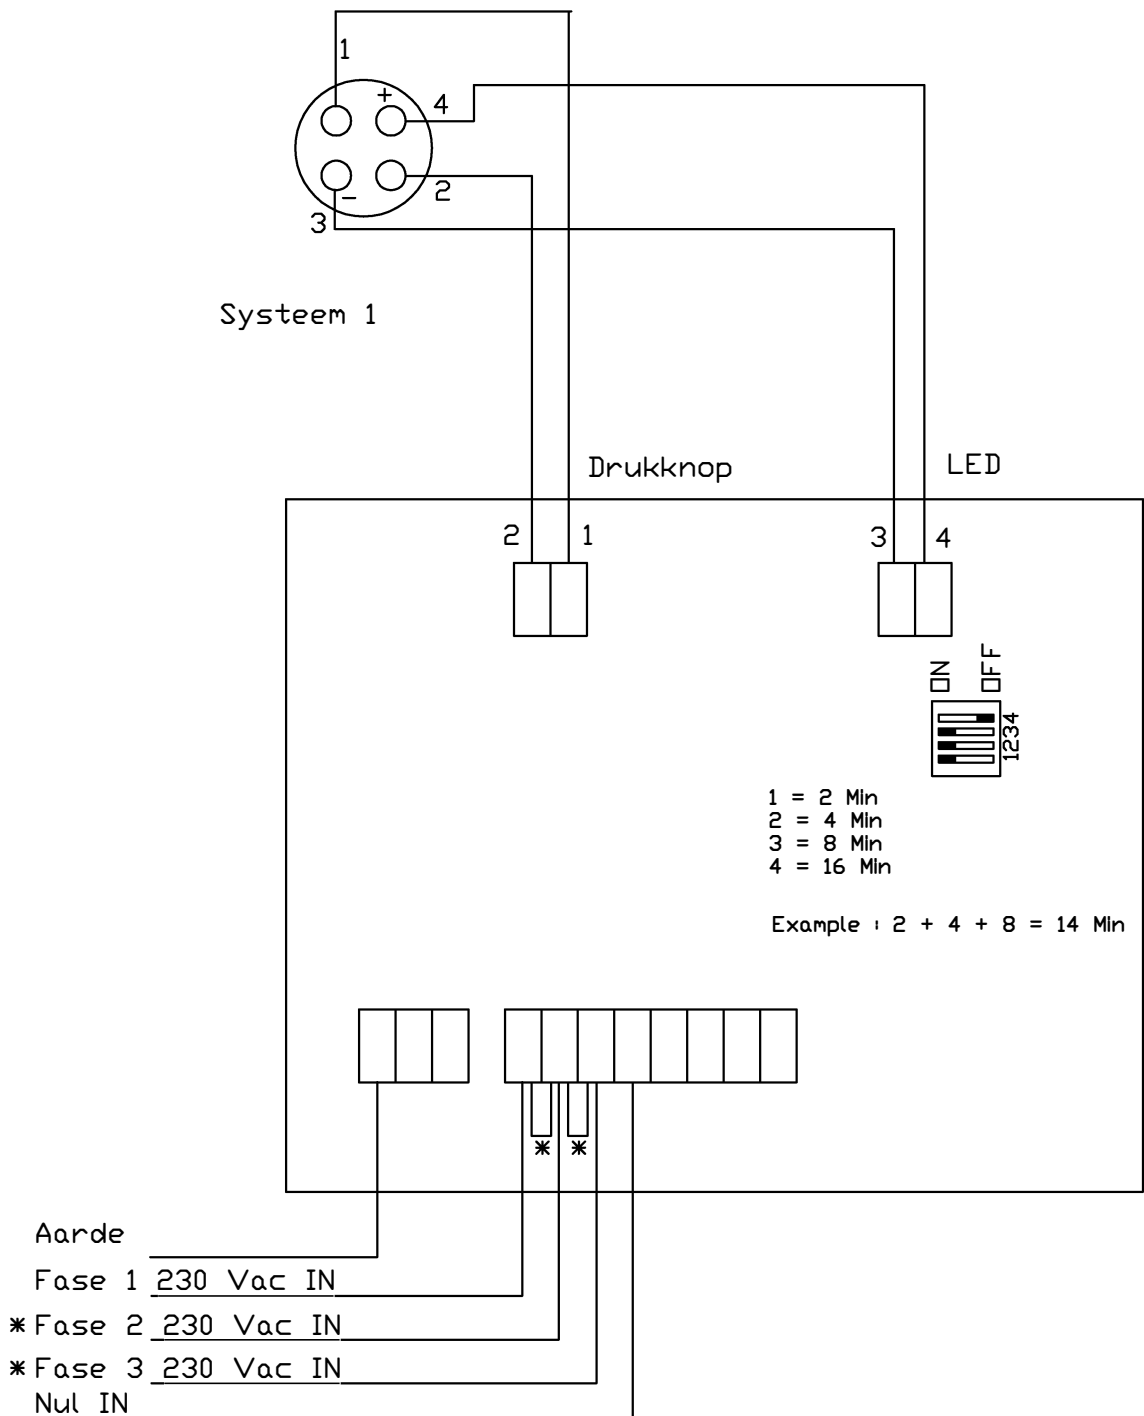 1
+
4
2
-
3
Systeem 1
Drukknop
LED
2 1
3 4
ON OFF
1234
1 = 2 Min
2 = 4 Min
3 = 8 Min
4 = 16 Min
Example : 2 + 4 + 8 = 14 Min
* *
Aarde
Fase 1 230 Vac IN
* Fase 2 230 Vac IN
* Fase 3 230 Vac IN
Nul IN